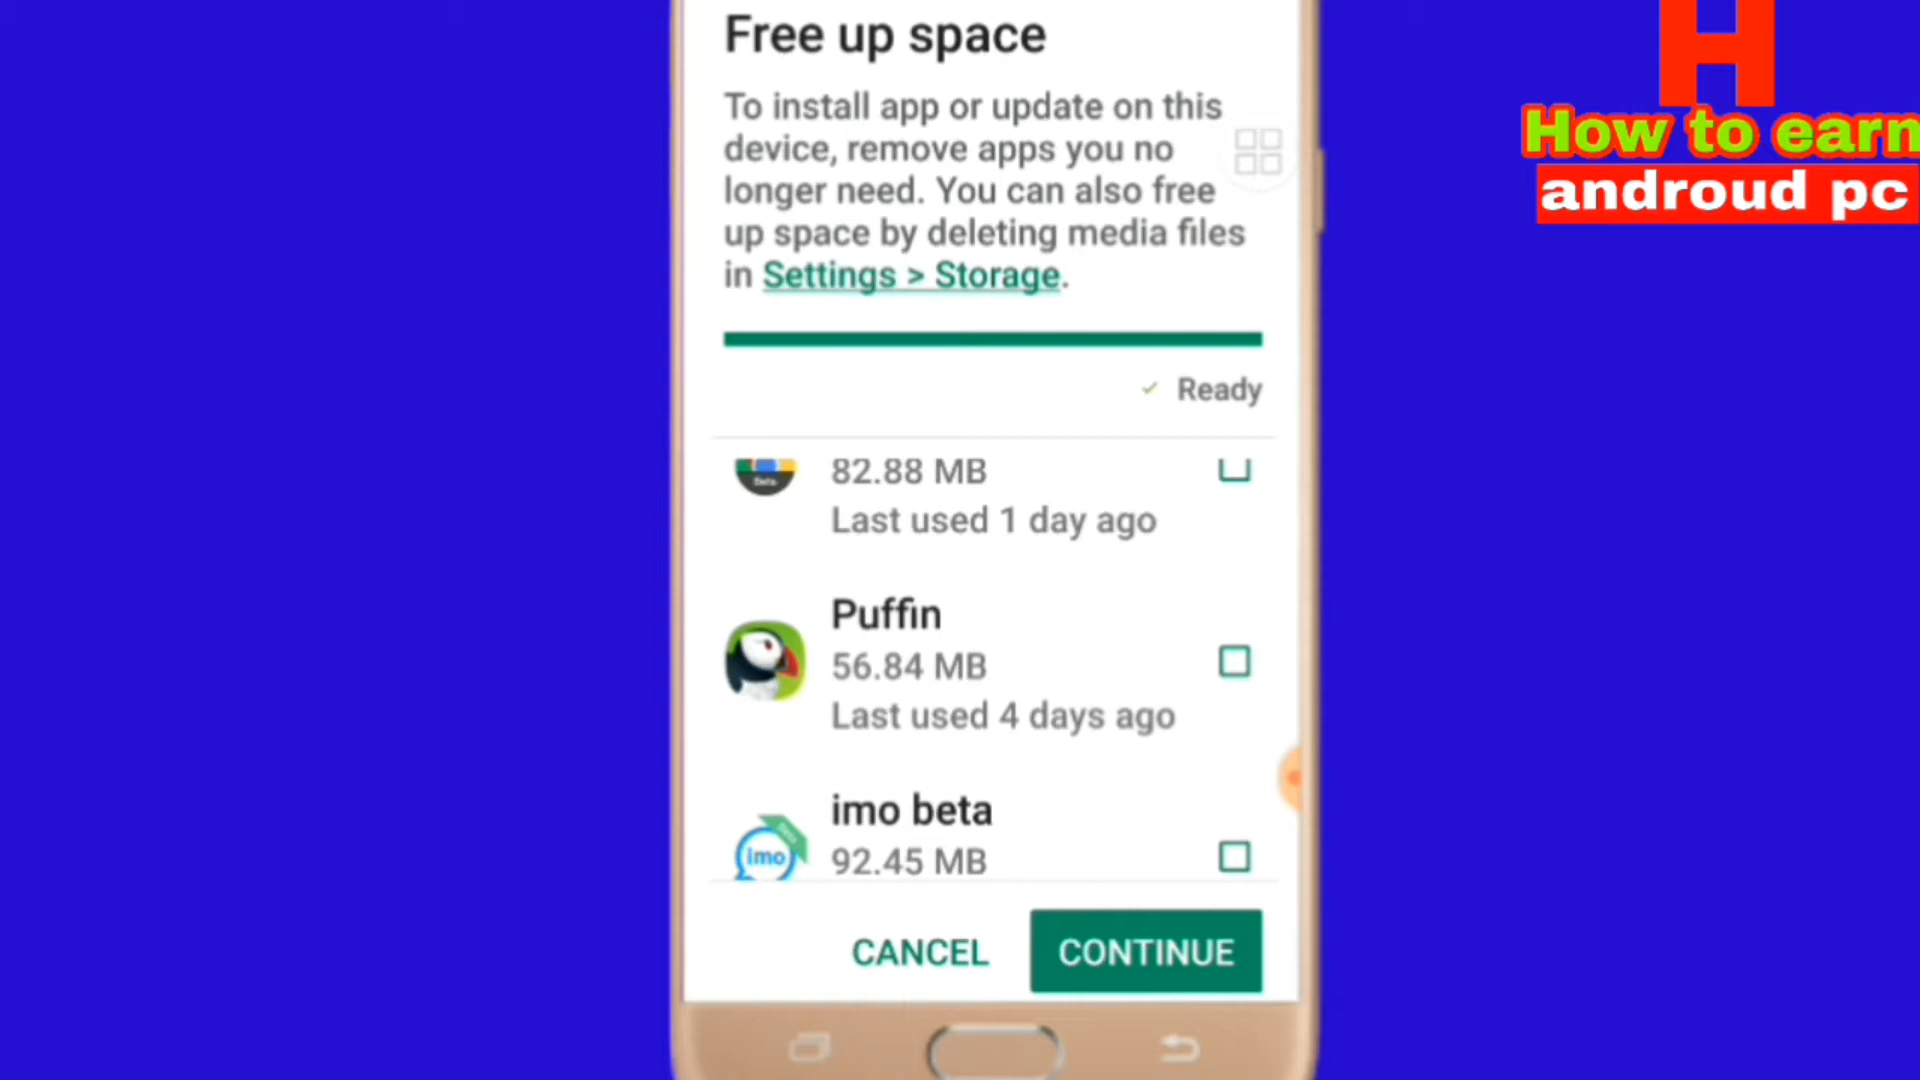 Free up space
To install app or update on this
device, remove apps you no
longer need. You can also free
up space by deleting media files
in Settings > Storage.
✓ Ready
82.88 MB
Last used 1 day ago
Puffin
56.84 MB
Last used 4 days ago
imo beta
92.45 MB
CANCEL CONTINUE
H
How to earn
androud pc
Beta
imo